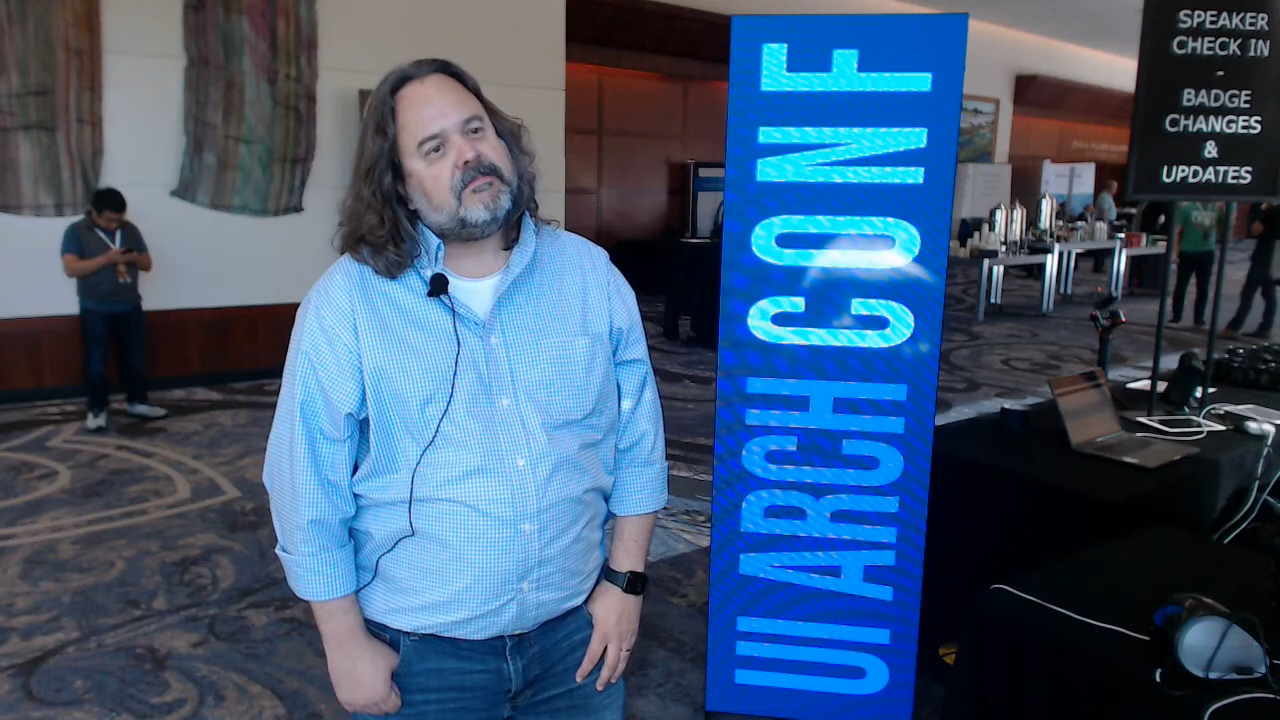 UI ARCH CONF
SPEAKER
CHECK IN
-
BADGE
CHANGES
&
UPDATES